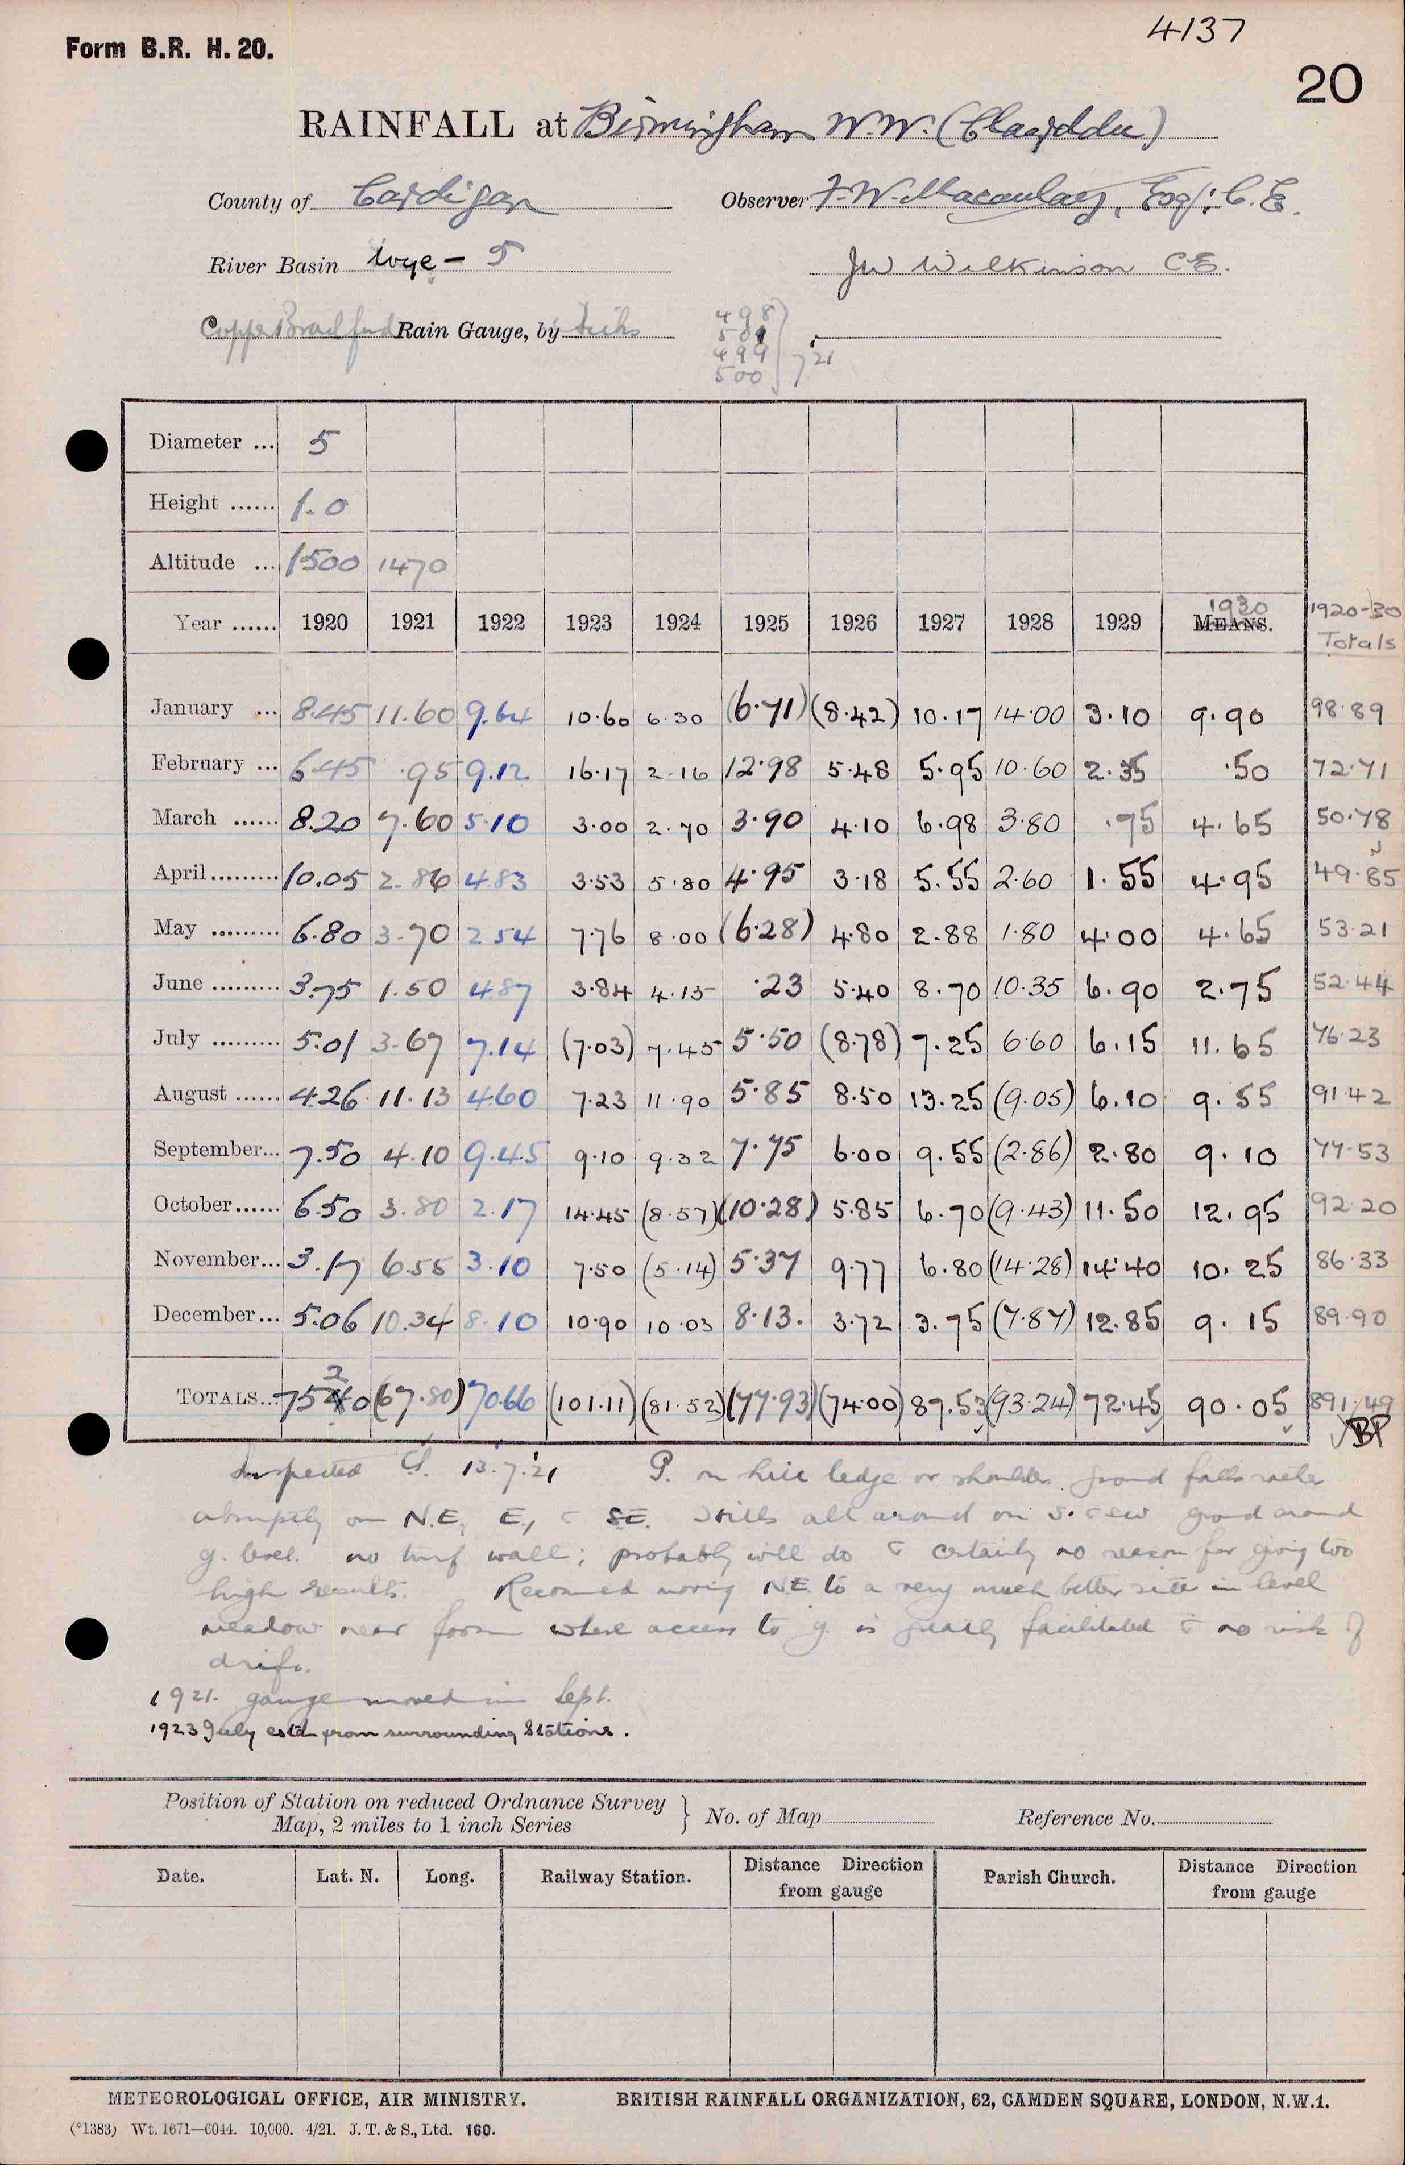 4137
Form B.R. H. 20.
20
RAINFALL at Birmingham W.W. (Claerddu)
County of Cardigan Observer F. W. Macaulay, Esq: C.E.
River Basin Wye - 5 JW Wilkinson CE.
Copper Bradford Rain Gauge, by
498
501
499
500 } 7 21
Diameter ... 5
Height ...... 1.0
Altitude ... 1500 1470
Year ...... 1920 1921 1922 1923 1924 1925 1926 1927 1928 1929 MEANS. 1930 1920-30 Totals
January ... 8.45 11.60 9.64 10.60 6.30 (6.71) (8.42) 10.17 14.00 3.10 9.90 98.89
February ... 6.45 .95 9.12 16.17 2.16 12.98 5.48 5.95 10.60 2.35 .50 72.71
March ...... 8.20 7.60 5.10 3.00 2.70 3.90 4.10 6.98 3.80 .75 4.65 50.78
April......... 10.05 2.86 4.83 3.53 5.80 4.95 3.18 5.55 2.60 1.55 4.95 49.85
May ......... 6.80 3.70 2.54 7.76 8.00 (6.28) 4.80 2.88 1.80 4.00 4.65 53.21
June ......... 3.75 1.50 4.87 3.84 4.15 .23 5.40 8.70 10.35 6.90 2.75 52.44
July ......... 5.01 3.67 7.14 (7.03) 7.45 5.50 (8.78) 7.25 6.60 6.15 11.65 76.23
August ...... 4.26 11.13 4.60 7.23 11.90 5.85 8.50 13.25 (9.05) 6.10 9.55 91.42
September... 7.50 4.10 9.45 9.10 9.32 7.75 6.00 9.55 (2.86) 2.80 9.10 77.53
October...... 6.50 3.80 2.17 14.45 (8.57) (10.28) 5.85 6.70 (9.43) 11.50 12.95 92.20
November... 3.17 6.55 3.10 7.50 (5.14) 5.37 9.77 6.80 (14.28) 14.40 10.25 86.33
December... 5.06 10.34 8.10 10.90 10.03 8.13. 3.72 3.75 (7.87) 12.85 9.15 89.90
TOTALS... 75.20 (67.80) 70.66 (101.11) (81.52) (77.93) (74.00) 87.53 (93.24) 72.45 90.05 891.49
BP
Inspected 13.7.'21 P. on hill ledge or shoulder. ground falls
abruptly on N.E., E., & SE. Hills all around on S. & SW ground around
g. level. no turf wall; probably will do & certainly no reason for giving too
high results. Recommend moving NE to a very much better site in level
meadow near farm where access to g. is greatly facilitated & no risk of
drift.
1921. gauge moved in Sept.
1923 July estd from surrounding Stations.
Position of Station on reduced Ordnance Survey Map, 2 miles to 1 inch Series } No. of Map Reference No.
Date. Lat. N. Long. Railway Station. Distance Direction from gauge Parish Church. Distance Direction from gauge
METEOROLOGICAL OFFICE, AIR MINISTRY. BRITISH RAINFALL ORGANIZATION, 62, CAMDEN SQUARE, LONDON, N.W.1.
(*1383) Wt. 1671—6044. 10,000. 4/21. J. T. & S., Ltd. 160.